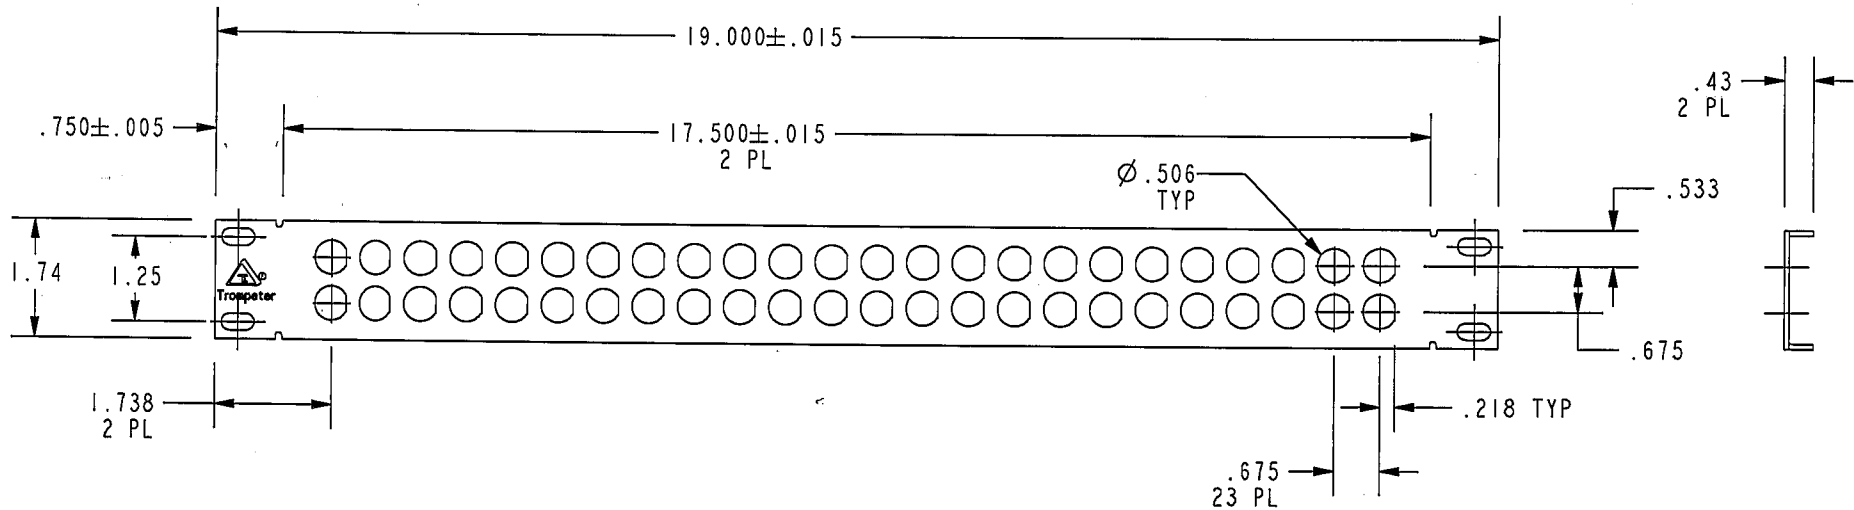 19.000±.015
.43
2 PL
.750±.005
17.500±.015
2 PL
Ø.506
TYP
.533
1.74
1.25
Trompeter
.675
1.738
2 PL
.218 TYP
.675
23 PL